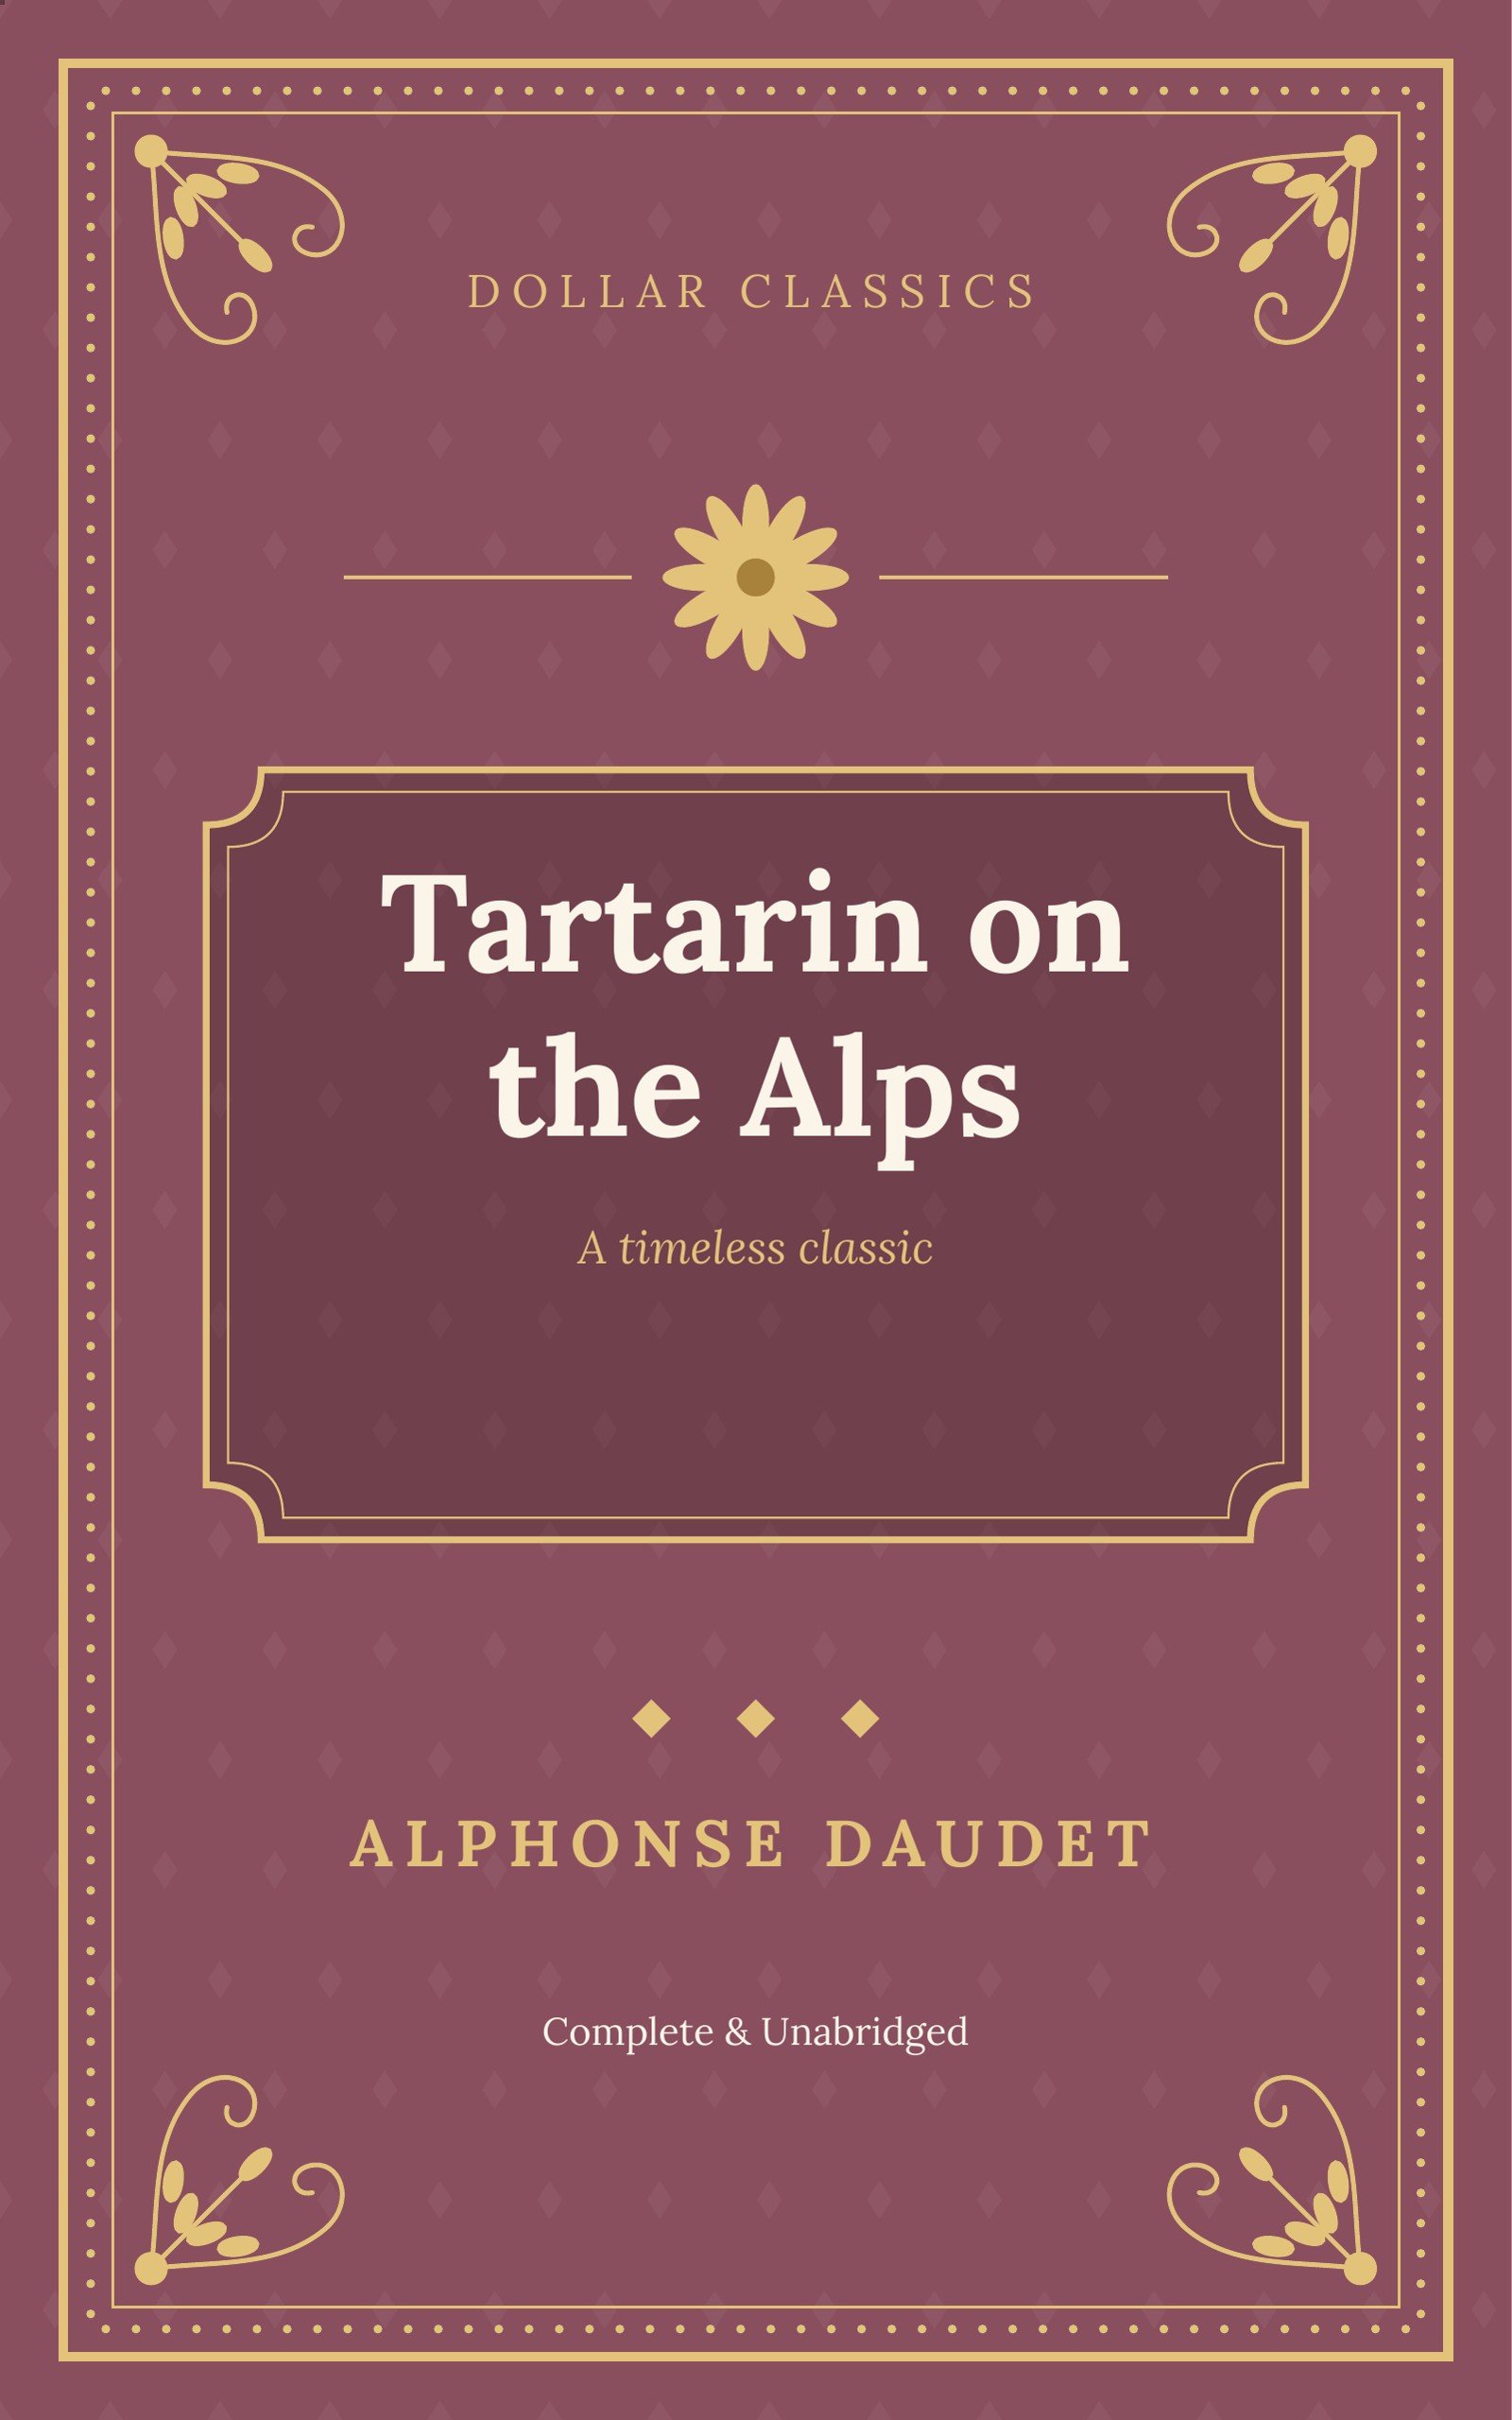 DOLLAR CLASSICS
Tartarin on
the Alps
A timeless classic
ALPHONSE DAUDET
Complete & Unabridged